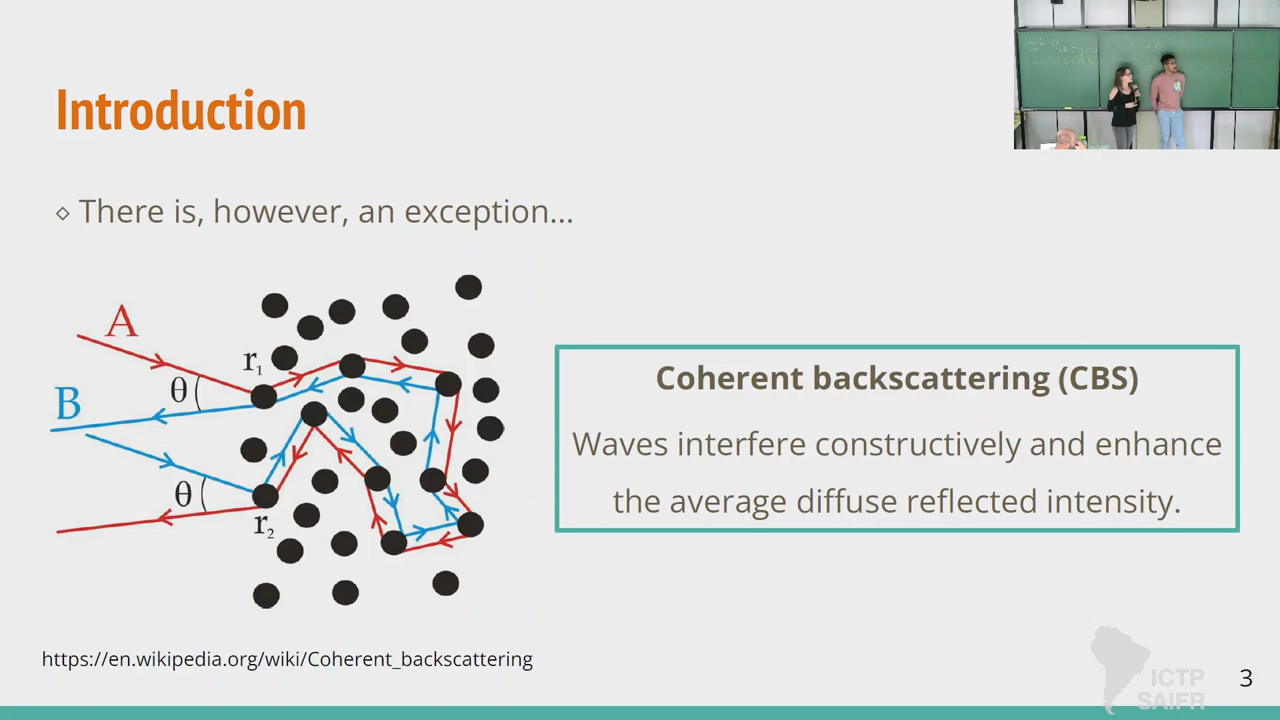 Introduction
◇ There is, however, an exception...
A
r₁
θ
B
θ
r₂
Coherent backscattering (CBS)
Waves interfere constructively and enhance
the average diffuse reflected intensity.
https://en.wikipedia.org/wiki/Coherent_backscattering
ICTP
SAIFR
3